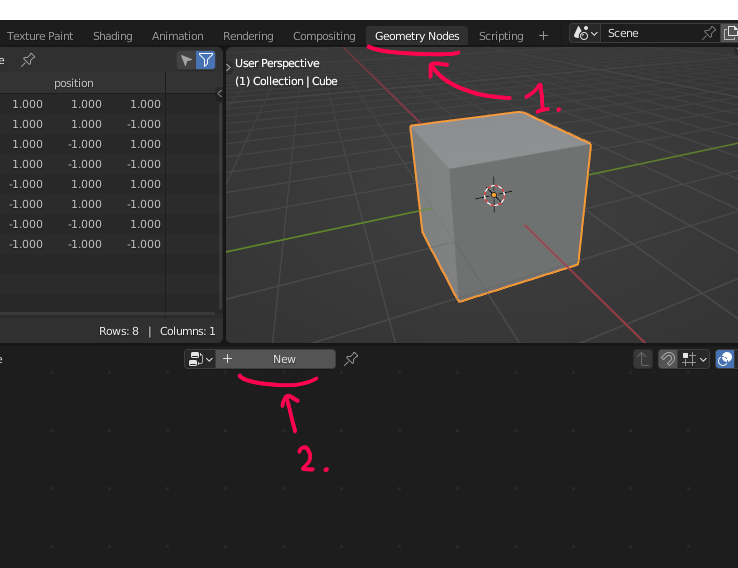 Texture Paint Shading Animation Rendering Compositing Geometry Nodes Scripting + Scene
e
position
1.000 1.000 1.000
1.000 1.000 -1.000
1.000 -1.000 1.000
1.000 -1.000 -1.000
-1.000 1.000 1.000
-1.000 1.000 -1.000
-1.000 -1.000 1.000
-1.000 -1.000 -1.000
Rows: 8 | Columns: 1
User Perspective
(1) Collection | Cube
1.
e
+ New
2.